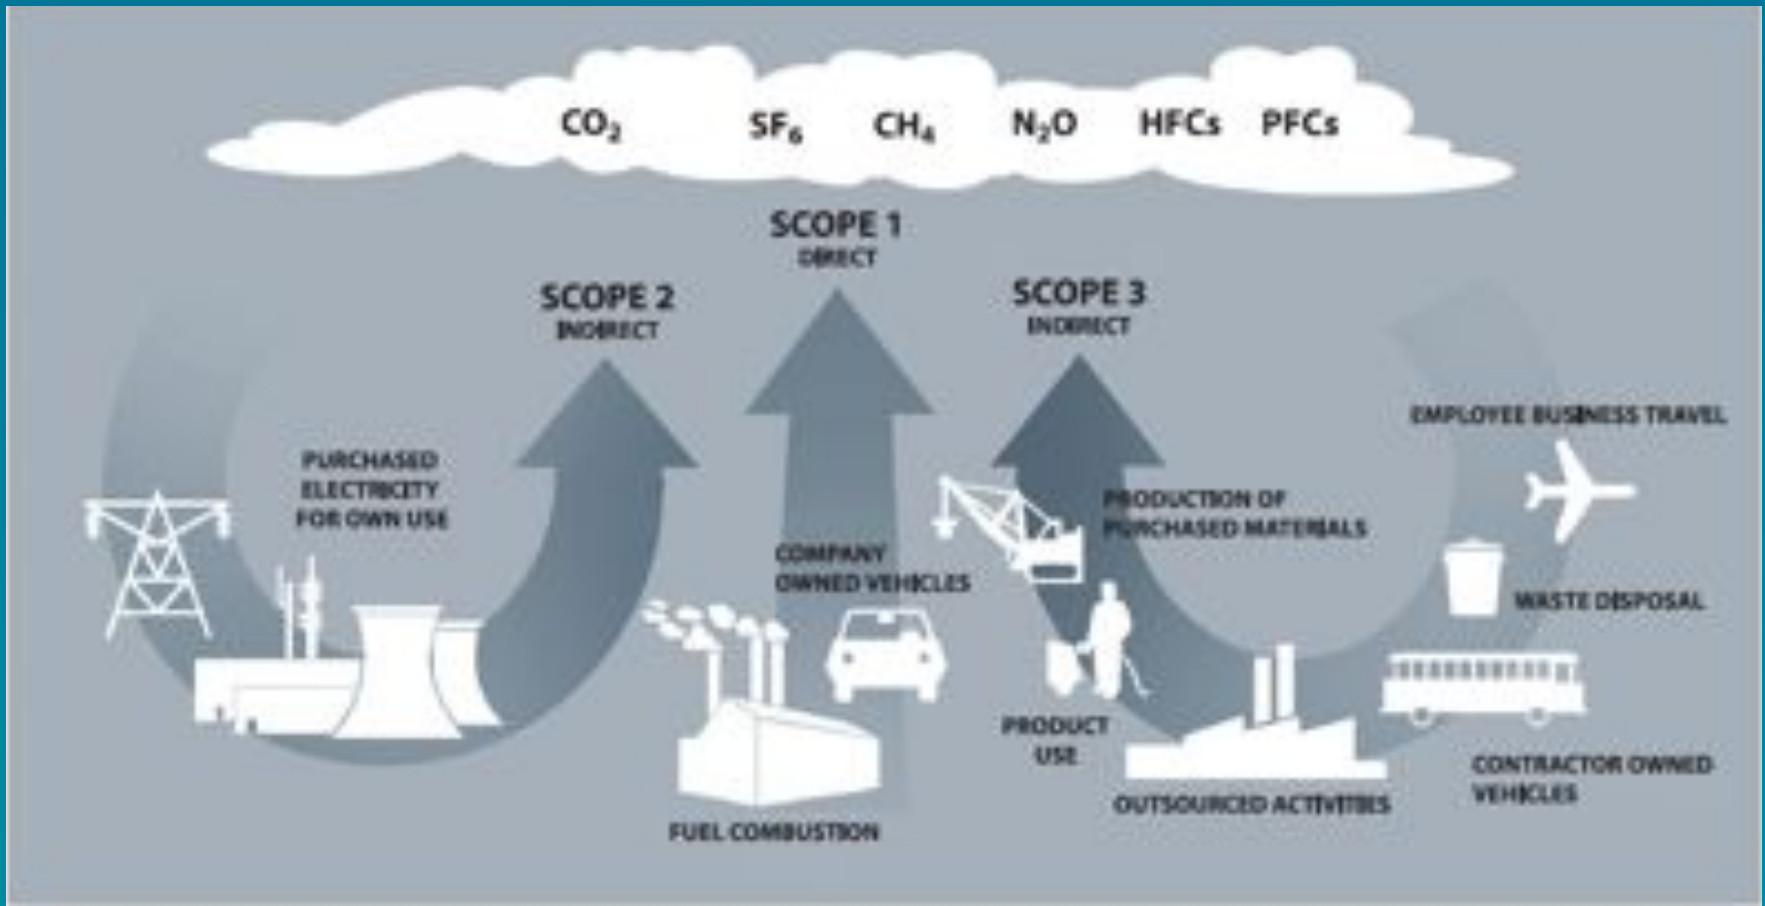 CO₂ SF₆ CH₄ N₂O HFCs PFCs
SCOPE 1
DIRECT
SCOPE 2
INDIRECT
SCOPE 3
INDIRECT
PURCHASED
ELECTRICITY
FOR OWN USE
COMPANY
OWNED VEHICLES
FUEL COMBUSTION
PRODUCTION OF
PURCHASED MATERIALS
PRODUCT
USE
OUTSOURCED ACTIVITIES
EMPLOYEE BUSINESS TRAVEL
WASTE DISPOSAL
CONTRACTOR OWNED
VEHICLES